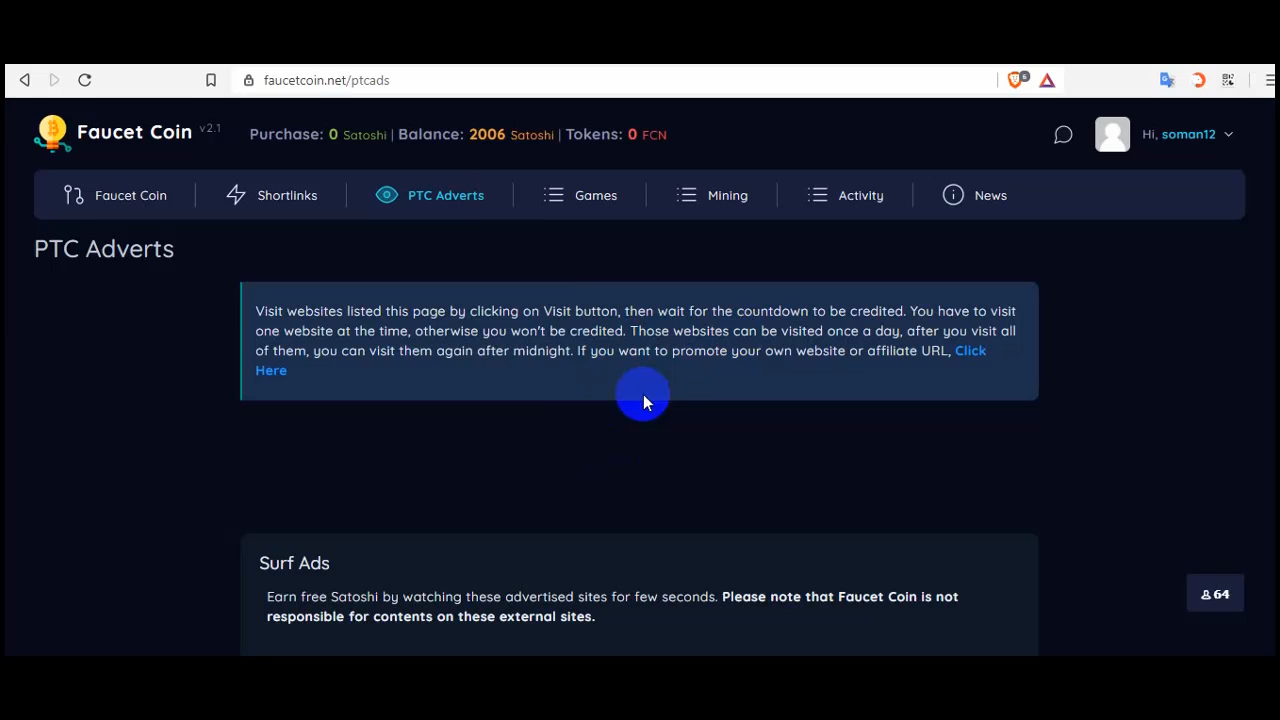 faucetcoin.net/ptcads
6
Faucet Coin v2.1
Purchase: 0 Satoshi | Balance: 2006 Satoshi | Tokens: 0 FCN
Hi, soman12
Faucet Coin
Shortlinks
PTC Adverts
Games
Mining
Activity
News
PTC Adverts
Visit websites listed this page by clicking on Visit button, then wait for the countdown to be credited. You have to visit
one website at the time, otherwise you won't be credited. Those websites can be visited once a day, after you visit all
of them, you can visit them again after midnight. If you want to promote your own website or affiliate URL, Click
Here
Surf Ads
Earn free Satoshi by watching these advertised sites for few seconds. Please note that Faucet Coin is not
responsible for contents on these external sites.
64